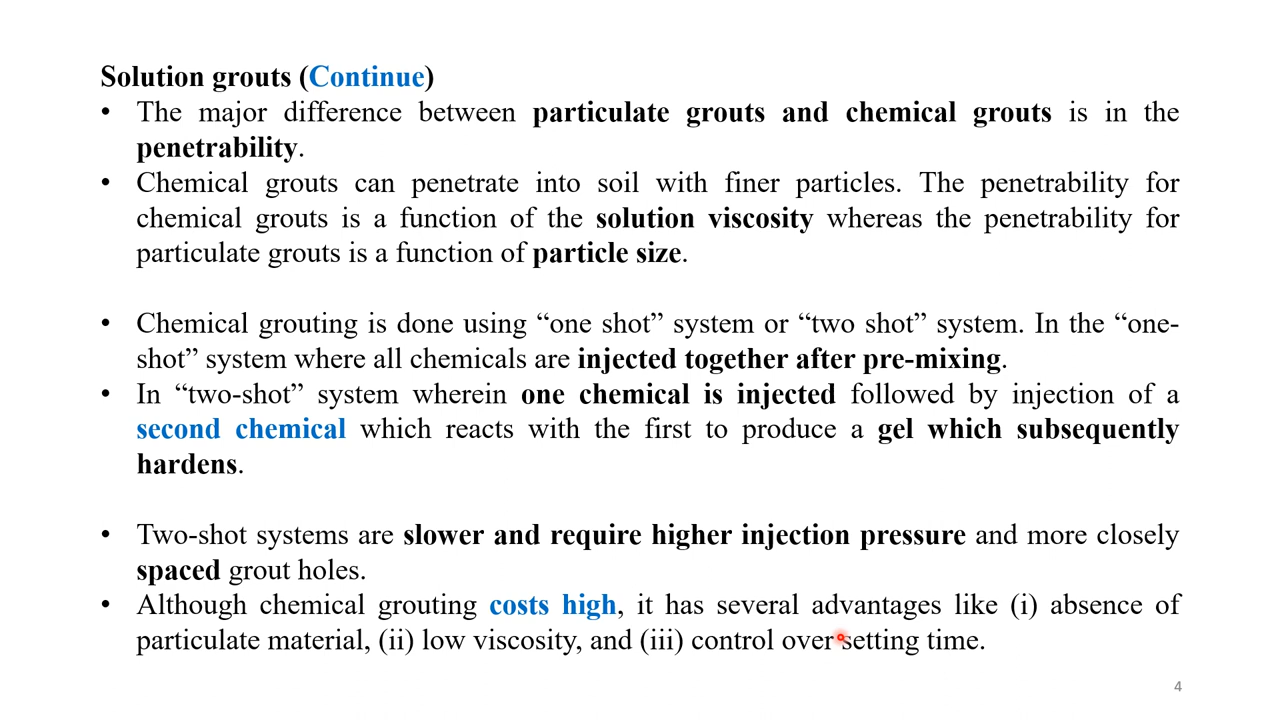 Solution grouts (Continue)
• The major difference between particulate grouts and chemical grouts is in the
penetrability.
• Chemical grouts can penetrate into soil with finer particles. The penetrability for
chemical grouts is a function of the solution viscosity whereas the penetrability for
particulate grouts is a function of particle size.
• Chemical grouting is done using “one shot” system or “two shot” system. In the “one-
shot” system where all chemicals are injected together after pre-mixing.
• In “two-shot” system wherein one chemical is injected followed by injection of a
second chemical which reacts with the first to produce a gel which subsequently
hardens.
• Two-shot systems are slower and require higher injection pressure and more closely
spaced grout holes.
• Although chemical grouting costs high, it has several advantages like (i) absence of
particulate material, (ii) low viscosity, and (iii) control over setting time.
4